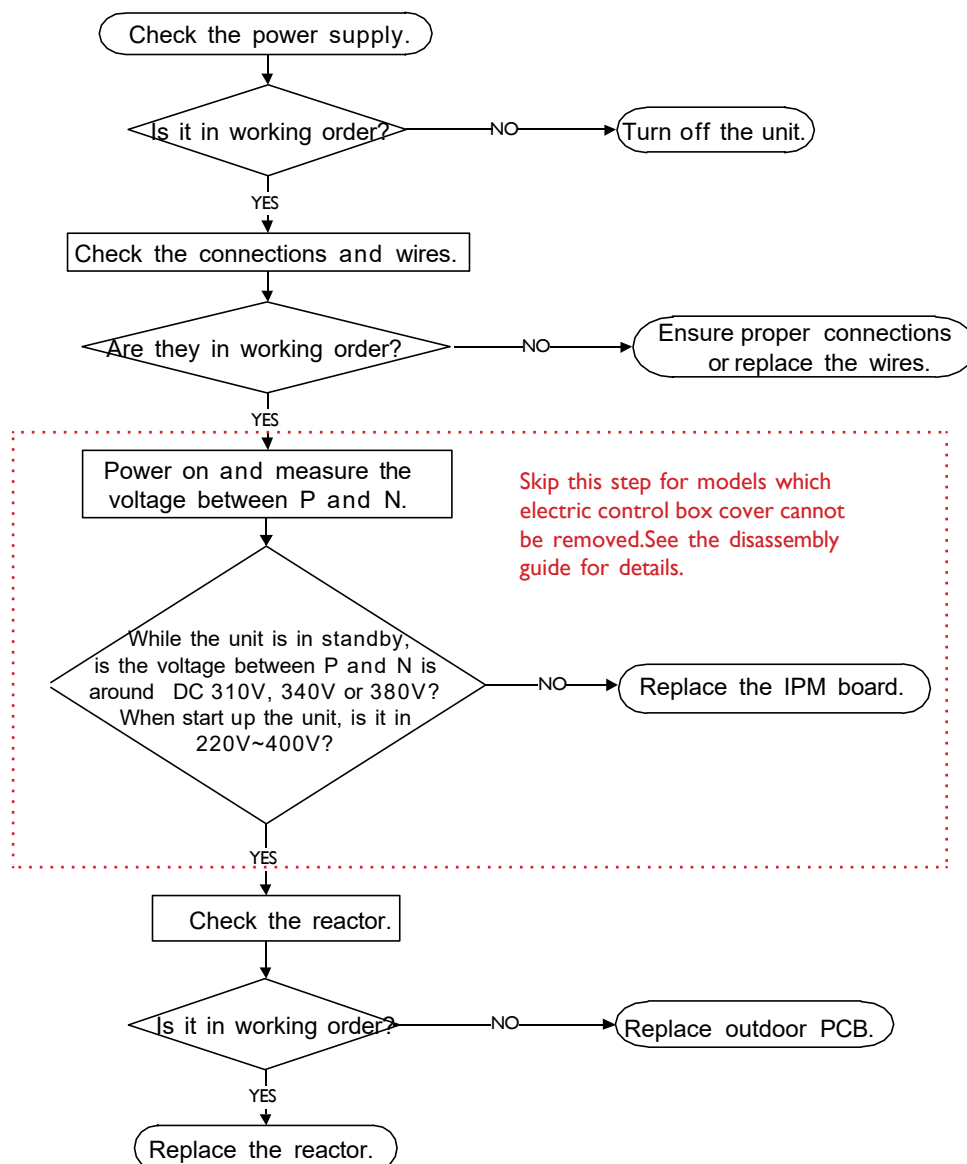 Check the power supply.
Is it in working order?
NO
Turn off the unit.
YES
Check the connections and wires.
Are they in working order?
NO
Ensure proper connections
or replace the wires.
YES
Power on and measure the
voltage between P and N.
Skip this step for models which
electric control box cover cannot
be removed.See the disassembly
guide for details.
While the unit is in standby,
is the voltage between P and N is
around DC 310V, 340V or 380V?
When start up the unit, is it in
220V~400V?
NO
Replace the IPM board.
YES
Check the reactor.
Is it in working order?
NO
Replace outdoor PCB.
YES
Replace the reactor.